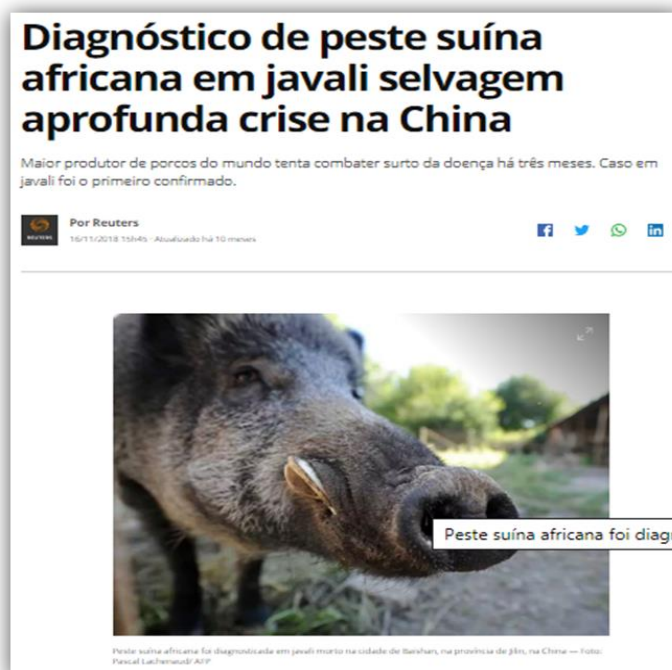 Diagnóstico de peste suína
africana em javali selvagem
aprofunda crise na China
Maior produtor de porcos do mundo tenta combater surto da doença há três meses. Caso em
javali foi o primeiro confirmado.
REUTERS
Por Reuters
16/11/2018 15h45 · Atualizado há 10 meses
Peste suína africana foi diag
Peste suína africana foi diagnosticada em javali morto na cidade de Baishan, na província de Jilin, na China — Foto:
Pascal Lachenaud/ AFP